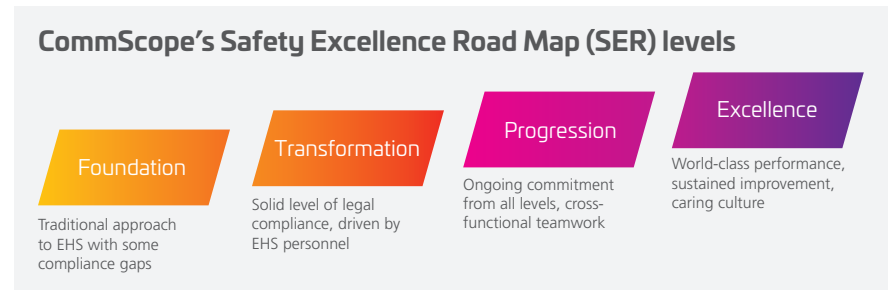 CommScope's Safety Excellence Road Map (SER) levels
Foundation
Traditional approach
to EHS with some
compliance gaps
Transformation
Solid level of legal
compliance, driven by
EHS personnel
Progression
Ongoing commitment
from all levels, cross-
functional teamwork
Excellence
World-class performance,
sustained improvement,
caring culture